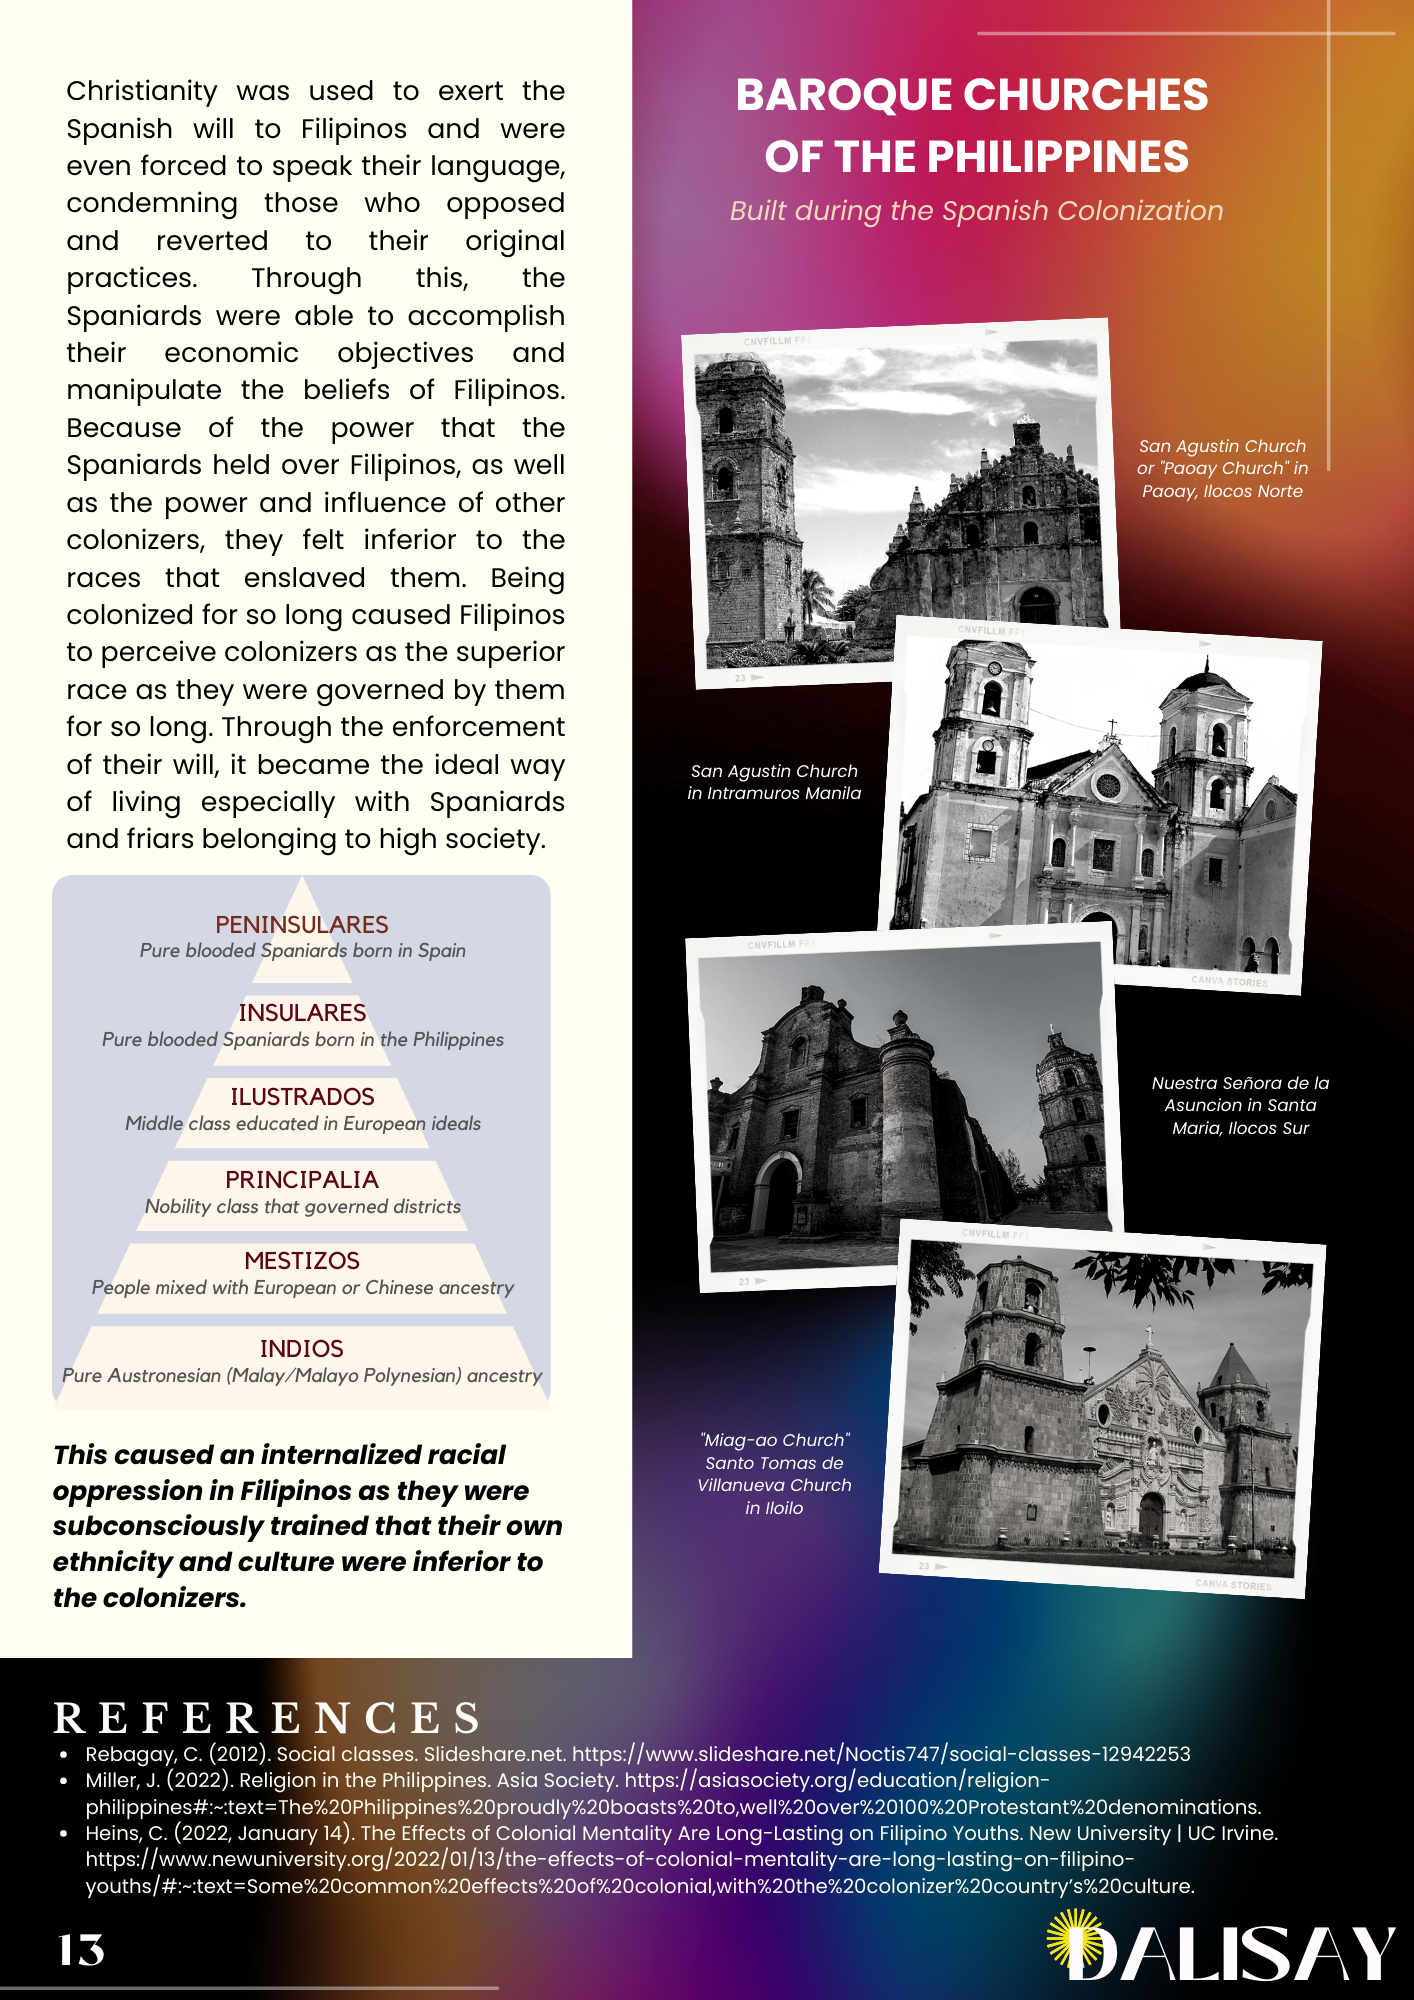 Christianity was used to exert the
Spanish will to Filipinos and were
even forced to speak their language,
condemning those who opposed
and reverted to their original
practices. Through this, the
Spaniards were able to accomplish
their economic objectives and
manipulate the beliefs of Filipinos.
Because of the power that the
Spaniards held over Filipinos, as well
as the power and influence of other
colonizers, they felt inferior to the
races that enslaved them. Being
colonized for so long caused Filipinos
to perceive colonizers as the superior
race as they were governed by them
for so long. Through the enforcement
of their will, it became the ideal way
of living especially with Spaniards
and friars belonging to high society.
PENINSULARES
Pure blooded Spaniards born in Spain
INSULARES
Pure blooded Spaniards born in the Philippines
ILUSTRADOS
Middle class educated in European ideals
PRINCIPALIA
Nobility class that governed districts
MESTIZOS
People mixed with European or Chinese ancestry
INDIOS
Pure Austronesian (Malay/Malayo Polynesian) ancestry
This caused an internalized racial
oppression in Filipinos as they were
subconsciously trained that their own
ethnicity and culture were inferior to
the colonizers.
BAROQUE CHURCHES
OF THE PHILIPPINES
Built during the Spanish Colonization
CNVFILLM FF1
23
San Agustin Church
or "Paoay Church" in
Paoay, Ilocos Norte
CNVFILLM FF1
CANVA STORIES
San Agustin Church
in Intramuros Manila
CNVFILLM FF1
23
Nuestra Señora de la
Asuncion in Santa
Maria, Ilocos Sur
CNVFILLM FF1
23
CANVA STORIES
"Miag-ao Church"
Santo Tomas de
Villanueva Church
in Iloilo
REFERENCES
• Rebagay, C. (2012). Social classes. Slideshare.net. https://www.slideshare.net/Noctis747/social-classes-12942253
• Miller, J. (2022). Religion in the Philippines. Asia Society. https://asiasociety.org/education/religion-
philippines#:~:text=The%20Philippines%20proudly%20boasts%20to,well%20over%20100%20Protestant%20denominations.
• Heins, C. (2022, January 14). The Effects of Colonial Mentality Are Long-Lasting on Filipino Youths. New University | UC Irvine.
https://www.newuniversity.org/2022/01/13/the-effects-of-colonial-mentality-are-long-lasting-on-filipino-
youths/#:~:text=Some%20common%20effects%20of%20colonial,with%20the%20colonizer%20country's%20culture.
13
DALISAY